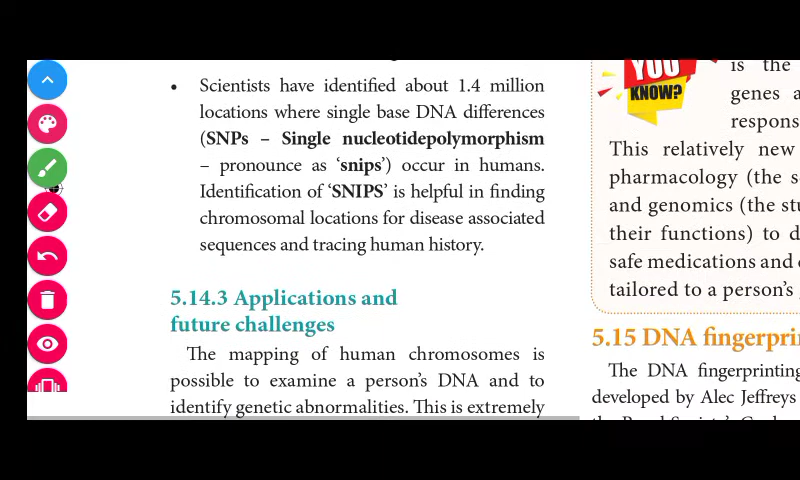 • Scientists have identified about 1.4 million
locations where single base DNA differences
(SNPs – Single nucleotidepolymorphism
– pronounce as ‘snips’) occur in humans.
Identification of ‘SNIPS’ is helpful in finding
chromosomal locations for disease associated
sequences and tracing human history.
5.14.3 Applications and
future challenges
The mapping of human chromosomes is
possible to examine a person’s DNA and to
identify genetic abnormalities. This is extremely
YOU
KNOW?
is the
genes a
respons
This relatively new
pharmacology (the s
and genomics (the stu
their functions) to d
safe medications and
tailored to a person’s
5.15 DNA fingerprin
The DNA fingerprinting
developed by Alec Jeffreys